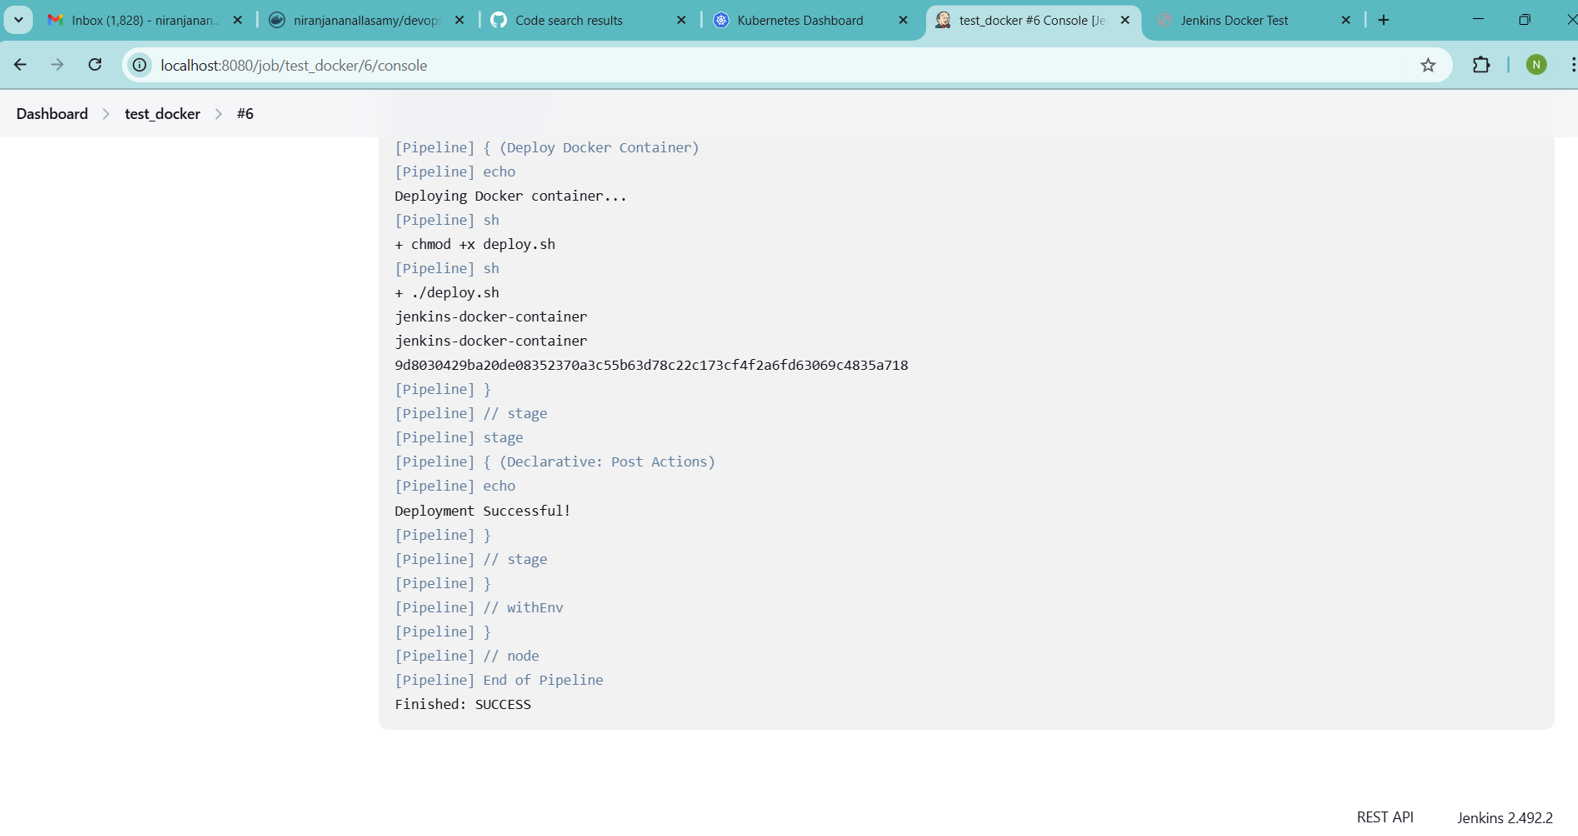 Inbox (1,828) - niranjanan.2
niranjananallasamy/devops
Code search results
Kubernetes Dashboard
test_docker #6 Console [Je
Jenkins Docker Test
localhost:8080/job/test_docker/6/console
N
Dashboard
test_docker
#6
[Pipeline] { (Deploy Docker Container)
[Pipeline] echo
Deploying Docker container...
[Pipeline] sh
+ chmod +x deploy.sh
[Pipeline] sh
+ ./deploy.sh
jenkins-docker-container
jenkins-docker-container
9d8030429ba20de08352370a3c55b63d78c22c173cf4f2a6fd63069c4835a718
[Pipeline] }
[Pipeline] // stage
[Pipeline] stage
[Pipeline] { (Declarative: Post Actions)
[Pipeline] echo
Deployment Successful!
[Pipeline] }
[Pipeline] // stage
[Pipeline] }
[Pipeline] // withEnv
[Pipeline] }
[Pipeline] // node
[Pipeline] End of Pipeline
Finished: SUCCESS
REST API
Jenkins 2.492.2